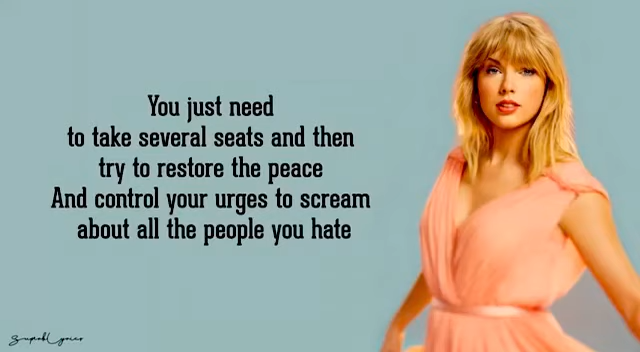 You just need
to take several seats and then
try to restore the peace
And control your urges to scream
about all the people you hate
SuperbLyrics